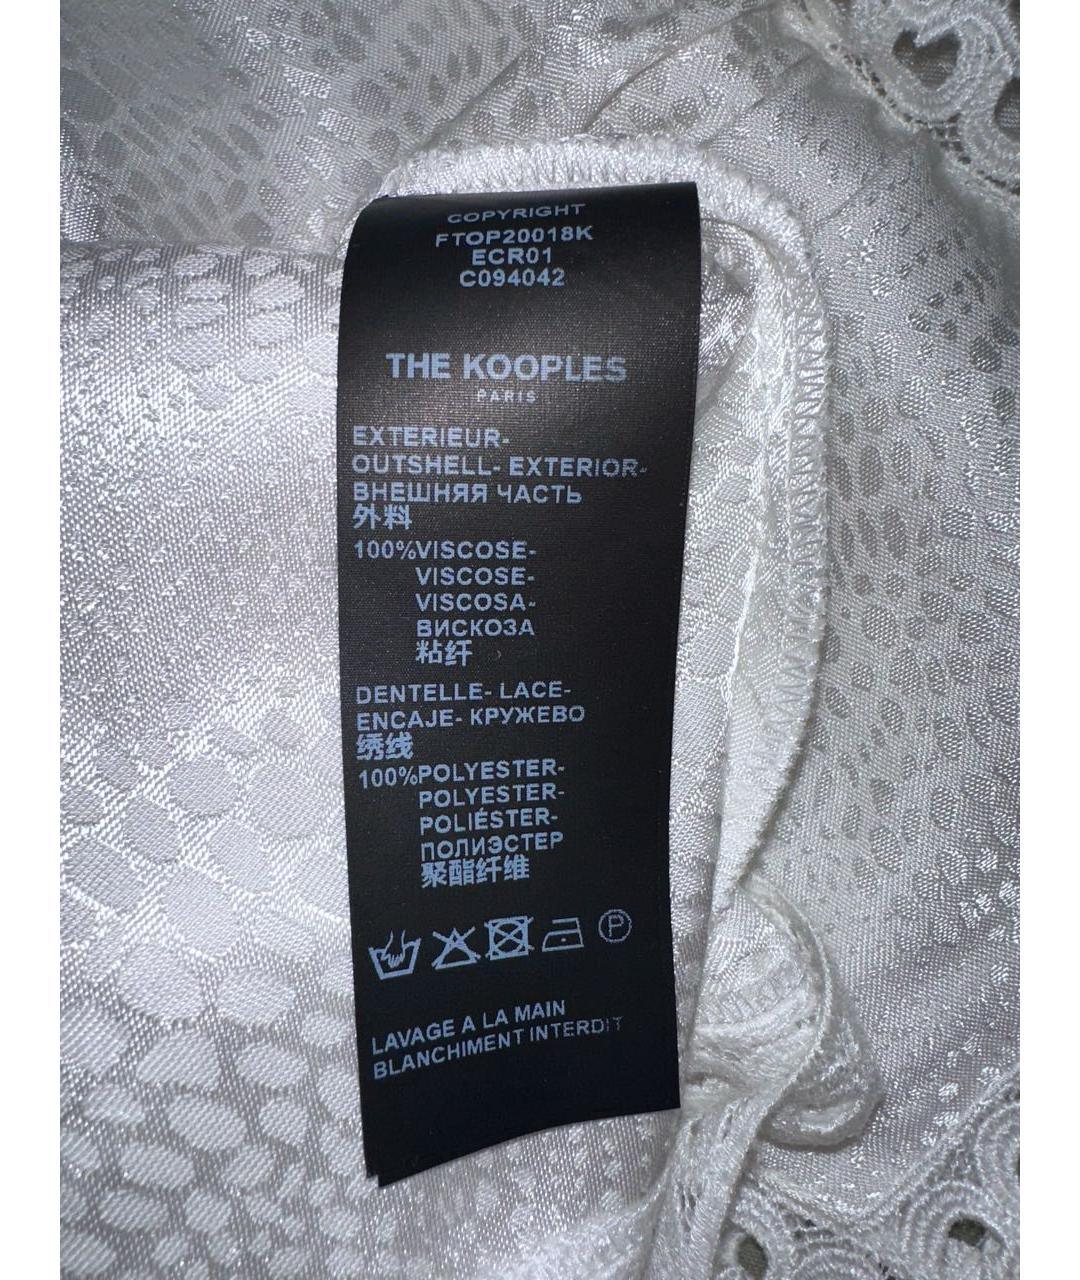 COPYRIGHT
FTOP20018K
ECR01
C094042
THE KOOPLES
PARIS
EXTERIEUR-
OUTSHELL- EXTERIOR-
ВНЕШНЯЯ ЧАСТЬ
外料
100%VISCOSE-
VISCOSE-
VISCOSA-
ВИСКОЗА
粘纤
DENTELLE- LACE-
ENCAJE- КРУЖЕВО
绣线
100%POLYESTER-
POLYESTER-
POLIÉSTER-
ПОЛИЭСТЕР
聚酯纤维
P
LAVAGE A LA MAIN
BLANCHIMENT INTERDIT